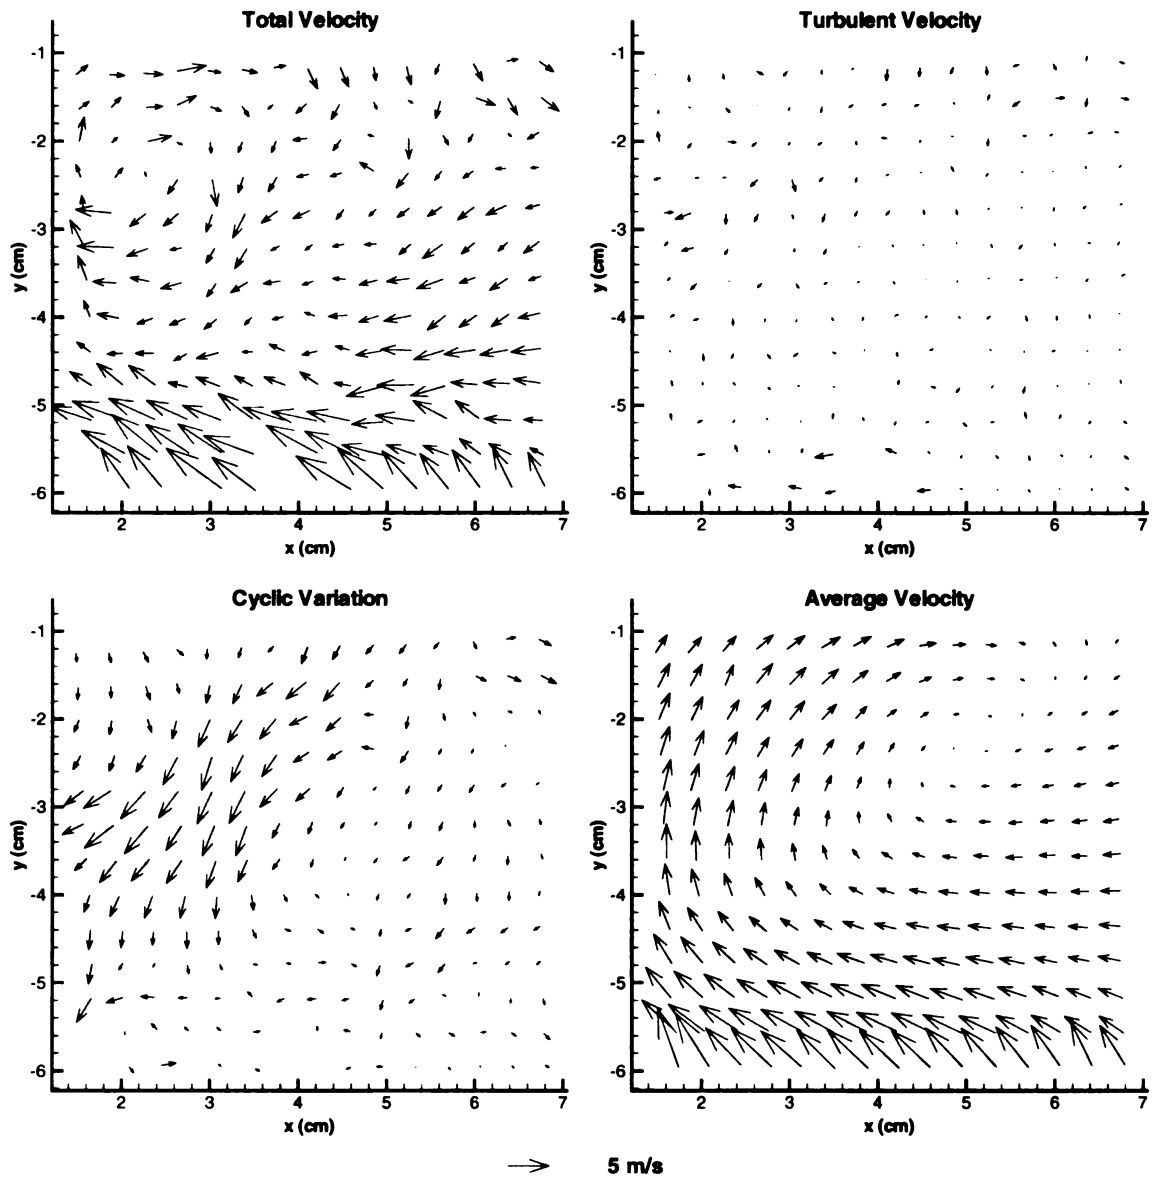 Total Velocity
-1
-2
-3
-4
-5
-6
y (cm)
2 3 4 5 6 7
x (cm)
Turbulent Velocity
-1
-2
-3
-4
-5
-6
y (cm)
2 3 4 5 6 7
x (cm)
Cyclic Variation
-1
-2
-3
-4
-5
-6
y (cm)
2 3 4 5 6 7
x (cm)
Average Velocity
-1
-2
-3
-4
-5
-6
y (cm)
2 3 4 5 6 7
x (cm)
5 m/s